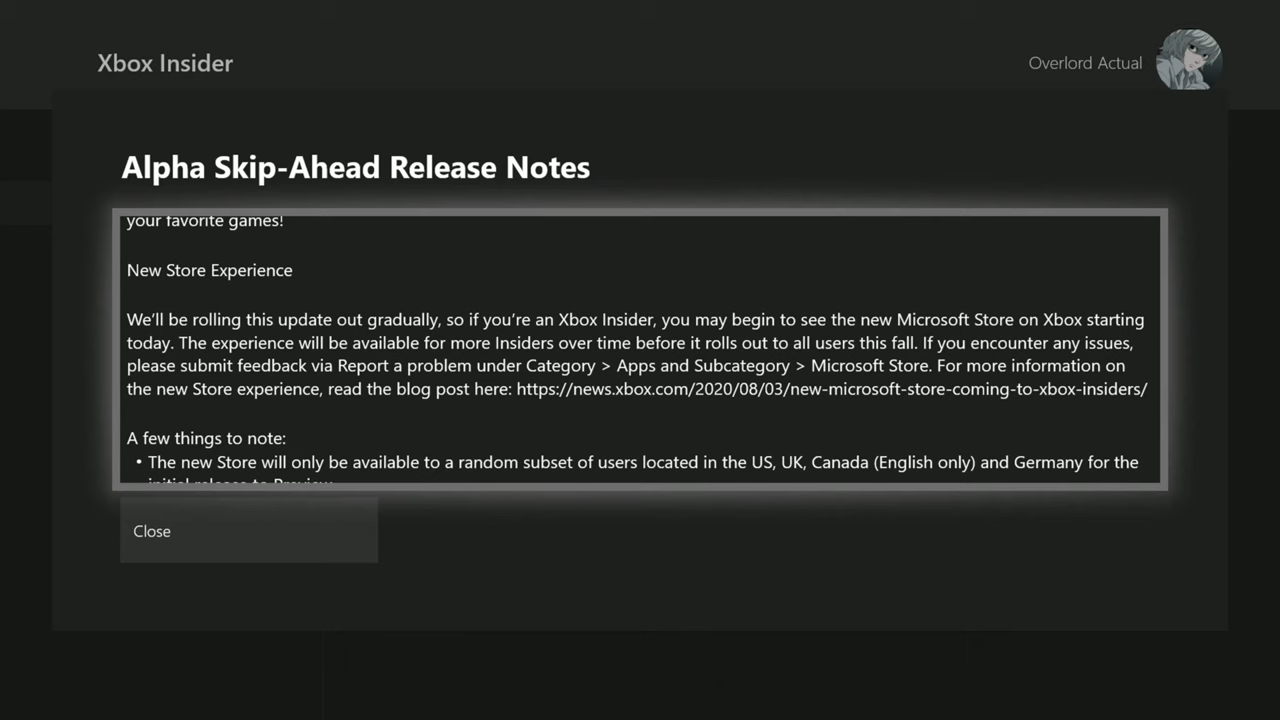 Xbox Insider
Overlord Actual
Alpha Skip-Ahead Release Notes
your favorite games!
New Store Experience
We'll be rolling this update out gradually, so if you're an Xbox Insider, you may begin to see the new Microsoft Store on Xbox starting
today. The experience will be available for more Insiders over time before it rolls out to all users this fall. If you encounter any issues,
please submit feedback via Report a problem under Category > Apps and Subcategory > Microsoft Store. For more information on
the new Store experience, read the blog post here: https://news.xbox.com/2020/08/03/new-microsoft-store-coming-to-xbox-insiders/
A few things to note:
• The new Store will only be available to a random subset of users located in the US, UK, Canada (English only) and Germany for the
initial release to Preview
Close